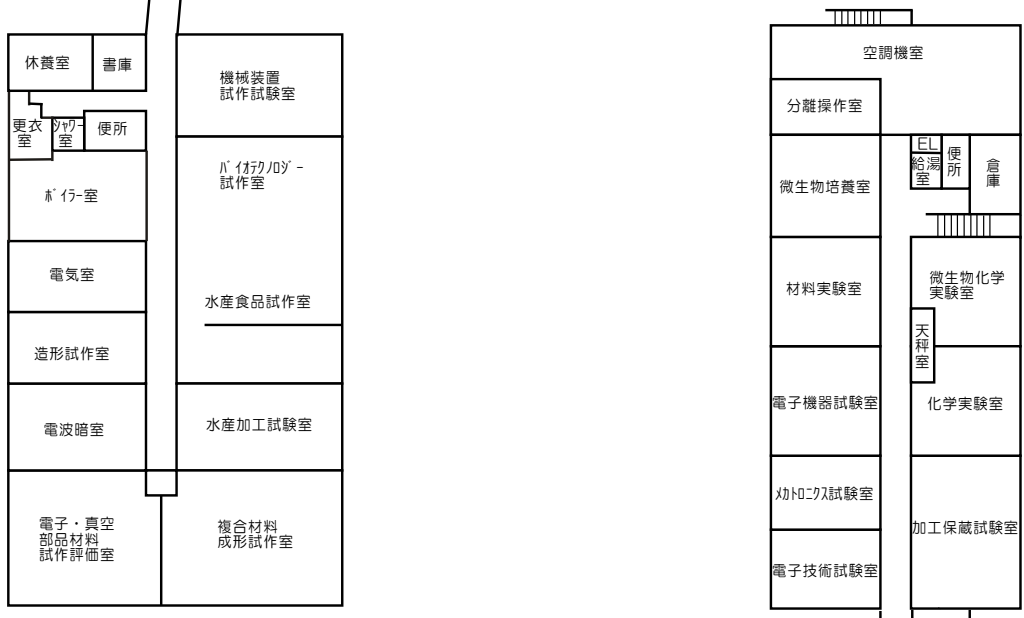 休養室
書庫
機械装置
試作試験室
更衣
室
ｼｬﾜｰ
室
便所
ﾊﾞｲｵﾃｸﾉﾛｼﾞｰ
試作室
ﾎﾞｲﾗｰ室
電気室
水産食品試作室
造形試作室
電波暗室
水産加工試験室
電子・真空
部品材料
試作評価室
複合材料
成形試作室
空調機室
分離操作室
EL
給湯
室
便
所
倉
庫
微生物培養室
材料実験室
微生物化学
実験室
天
秤
室
電子機器試験室
化学実験室
ﾒｶﾄﾛﾆｸｽ試験室
加工保蔵試験室
電子技術試験室